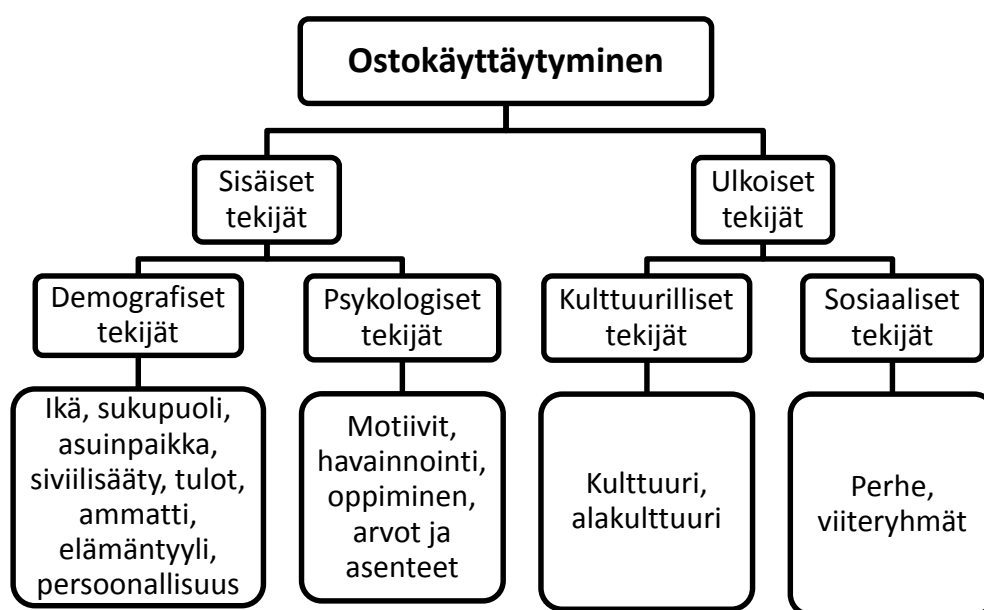 Ostokäyttäytyminen
Sisäiset
tekijät
Ulkoiset
tekijät
Demografiset
tekijät
Psykologiset
tekijät
Kulttuurilliset
tekijät
Sosiaaliset
tekijät
Ikä, sukupuoli,
asuinpaikka,
siviilisääty, tulot,
ammatti,
elämäntyyli,
persoonallisuus
Motiivit,
havainnointi,
oppiminen,
arvot ja
asenteet
Kulttuuri,
alakulttuuri
Perhe,
viiteryhmät